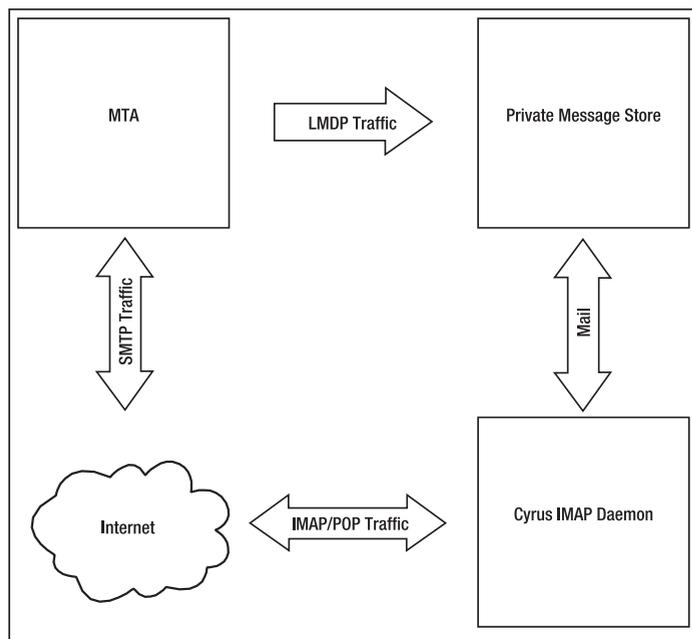 MTA
LMDP Traffic
Private Message Store
SMTP Traffic
Mail
Internet
IMAP/POP Traffic
Cyrus IMAP Daemon